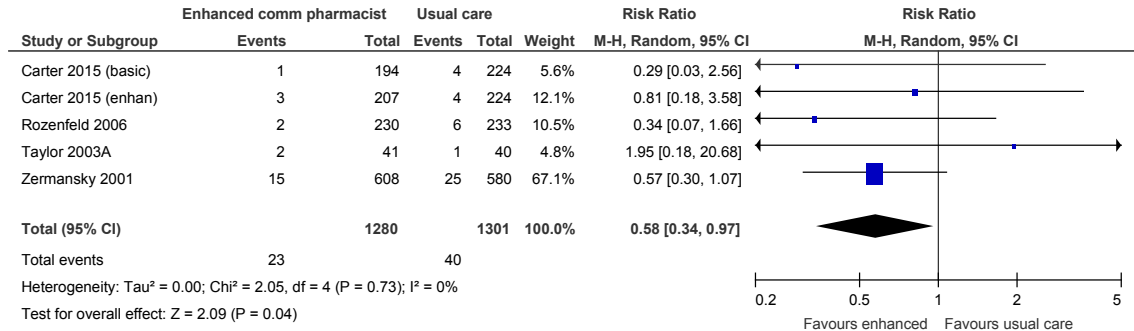 Enhanced comm pharmacist Usual care Risk Ratio Risk Ratio
Study or Subgroup Events Total Events Total Weight M-H, Random, 95% CI M-H, Random, 95% CI
Carter 2015 (basic) 1 194 4 224 5.6% 0.29 [0.03, 2.56]
Carter 2015 (enhan) 3 207 4 224 12.1% 0.81 [0.18, 3.58]
Rozenfeld 2006 2 230 6 233 10.5% 0.34 [0.07, 1.66]
Taylor 2003A 2 41 1 40 4.8% 1.95 [0.18, 20.68]
Zermansky 2001 15 608 25 580 67.1% 0.57 [0.30, 1.07]
Total (95% CI) 1280 1301 100.0% 0.58 [0.34, 0.97]
Total events 23 40
Heterogeneity: Tau² = 0.00; Chi² = 2.05, df = 4 (P = 0.73); I² = 0%
Test for overall effect: Z = 2.09 (P = 0.04)
0.2 0.5 1 2 5
Favours enhanced Favours usual care